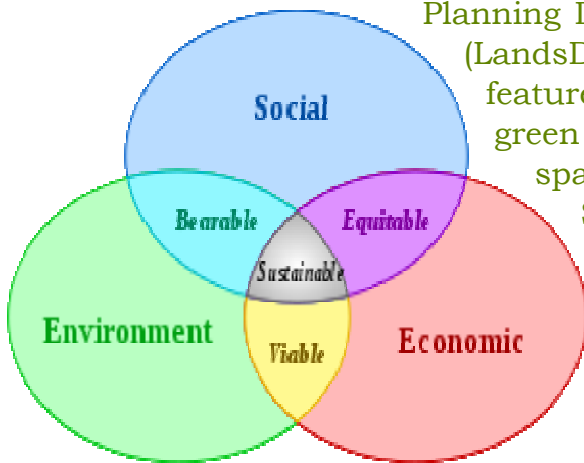 Planning
(LandsD
feature
green
spa
Social
Bearable
Equitable
Sustainable
Environment
Viable
Economic